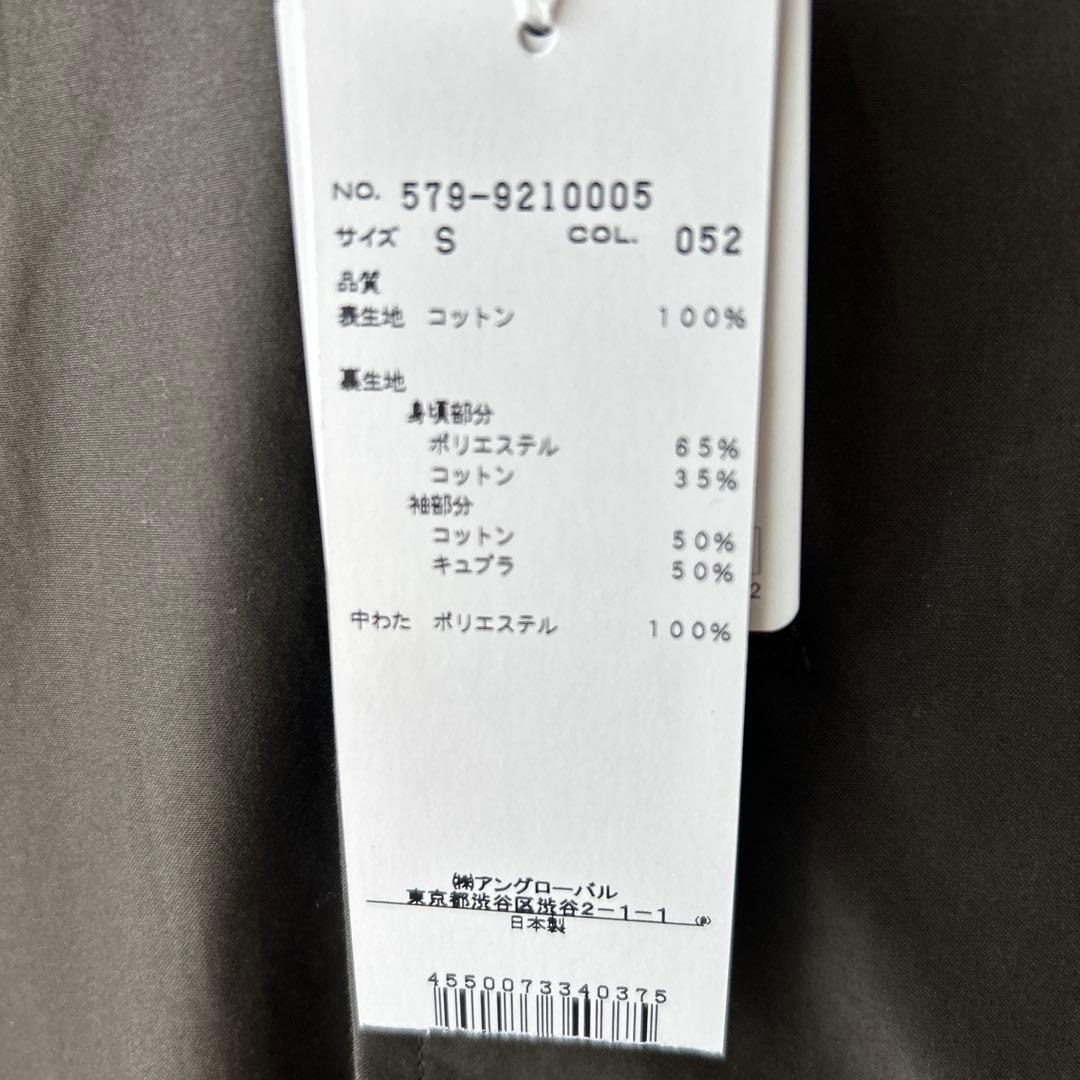 NO. 579-9210005
サイズ S COL. 052
品質
表生地 コットン 100%
裏生地
身頃部分
ポリエステル 65%
コットン 35%
袖部分
コットン 50%
キュプラ 50%
2
中わた ポリエステル 100%
㈱アングローバル
東京都渋谷区渋谷2-1-1
日本製
4550073340375